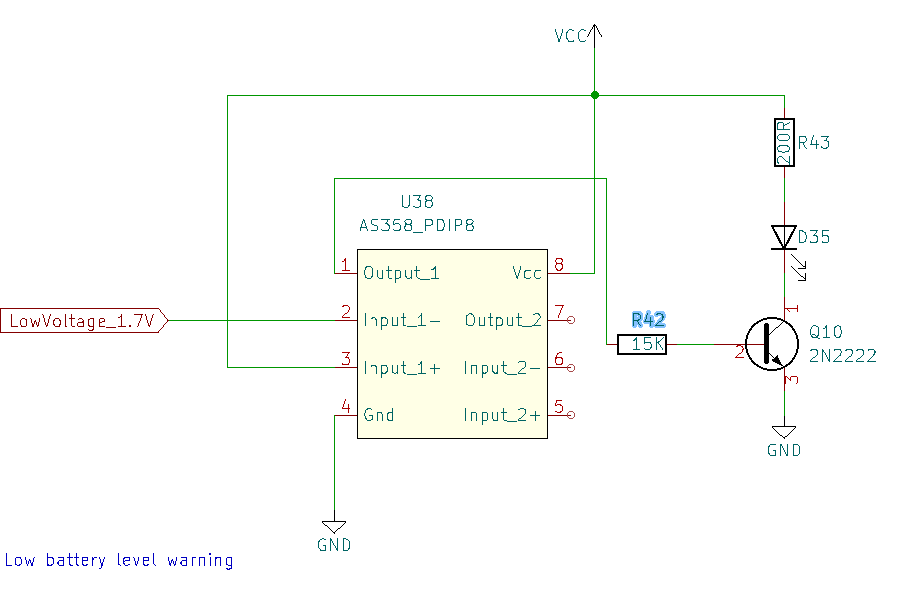 VCC
200R
R43
U38
AS358_PDIP8
D35
1
Output_1
Vcc
8
LowVoltage_1.7V
2
Input_1-
Output_2
7
R42
15K
1
Q10
2N2222
2
3
3
Input_1+
Input_2-
6
4
Gnd
Input_2+
5
GND
GND
Low battery level warning